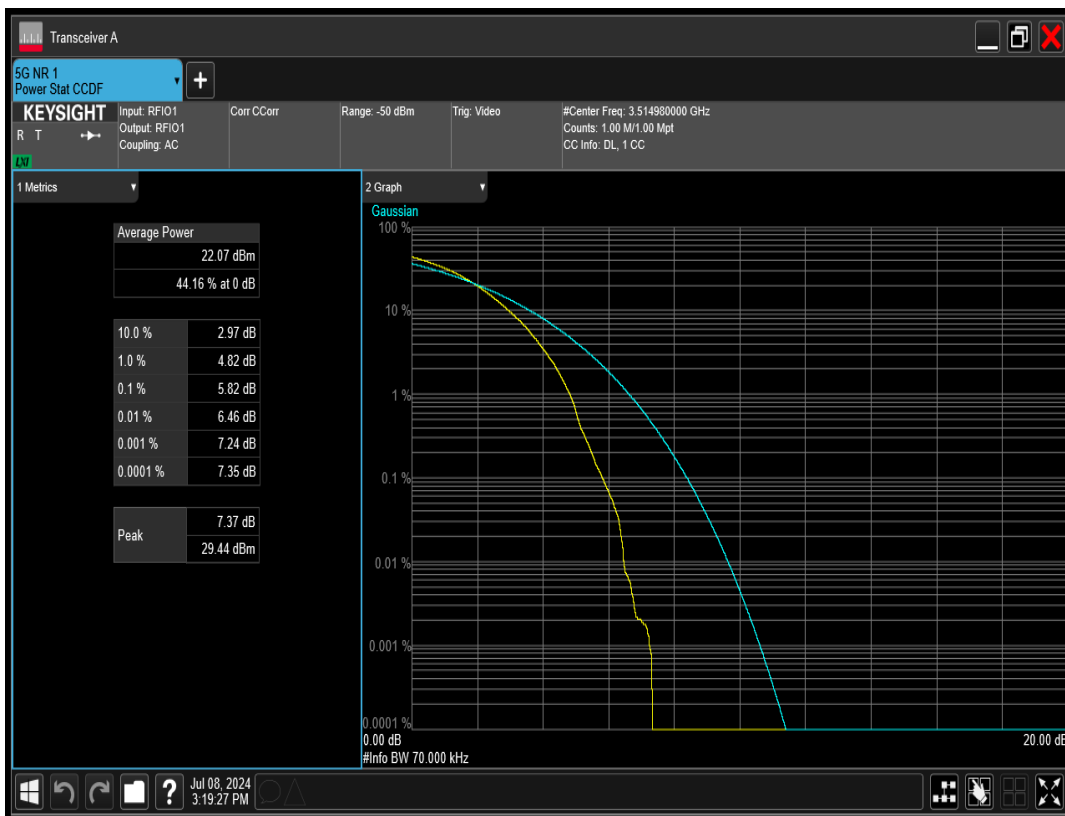 Transceiver A
5G NR 1
Power Stat CCDF
+
KEYSIGHT
R T
LXI
Input: RFIO1
Output: RFIO1
Coupling: AC
Corr CCorr
Range: -50 dBm
Trig: Video
#Center Freq: 3.514980000 GHz
Counts: 1.00 M/1.00 Mpt
CC Info: DL, 1 CC
1 Metrics
Average Power
22.07 dBm
44.16 % at 0 dB
10.0 % 2.97 dB
1.0 % 4.82 dB
0.1 % 5.82 dB
0.01 % 6.46 dB
0.001 % 7.24 dB
0.0001 % 7.35 dB
Peak
7.37 dB
29.44 dBm
2 Graph
Gaussian
100 %
10 %
1 %
0.1 %
0.01 %
0.001 %
0.0001 %
0.00 dB 20.00 dB
#Info BW 70.000 kHz
?
Jul 08, 2024
3:19:27 PM